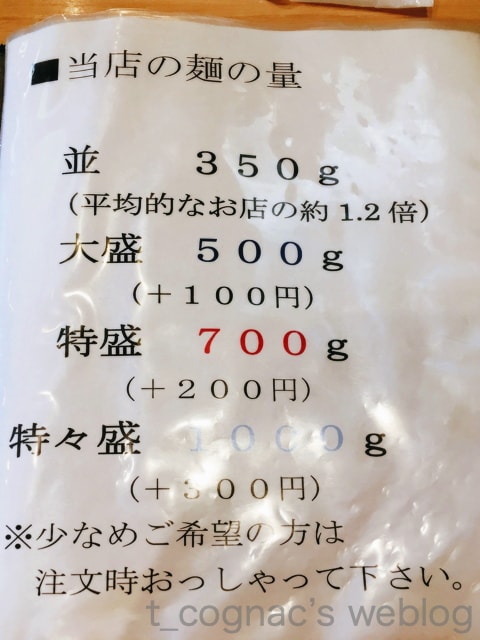 ■当店の麺の量
並 350g
(平均的なお店の約1.2倍)
大盛 500g
(+100円)
特盛 700g
(+200円)
特々盛 1000g
(+300円)
※少なめご希望の方は
注文時おっしゃって下さい。
t_cognac's weblog